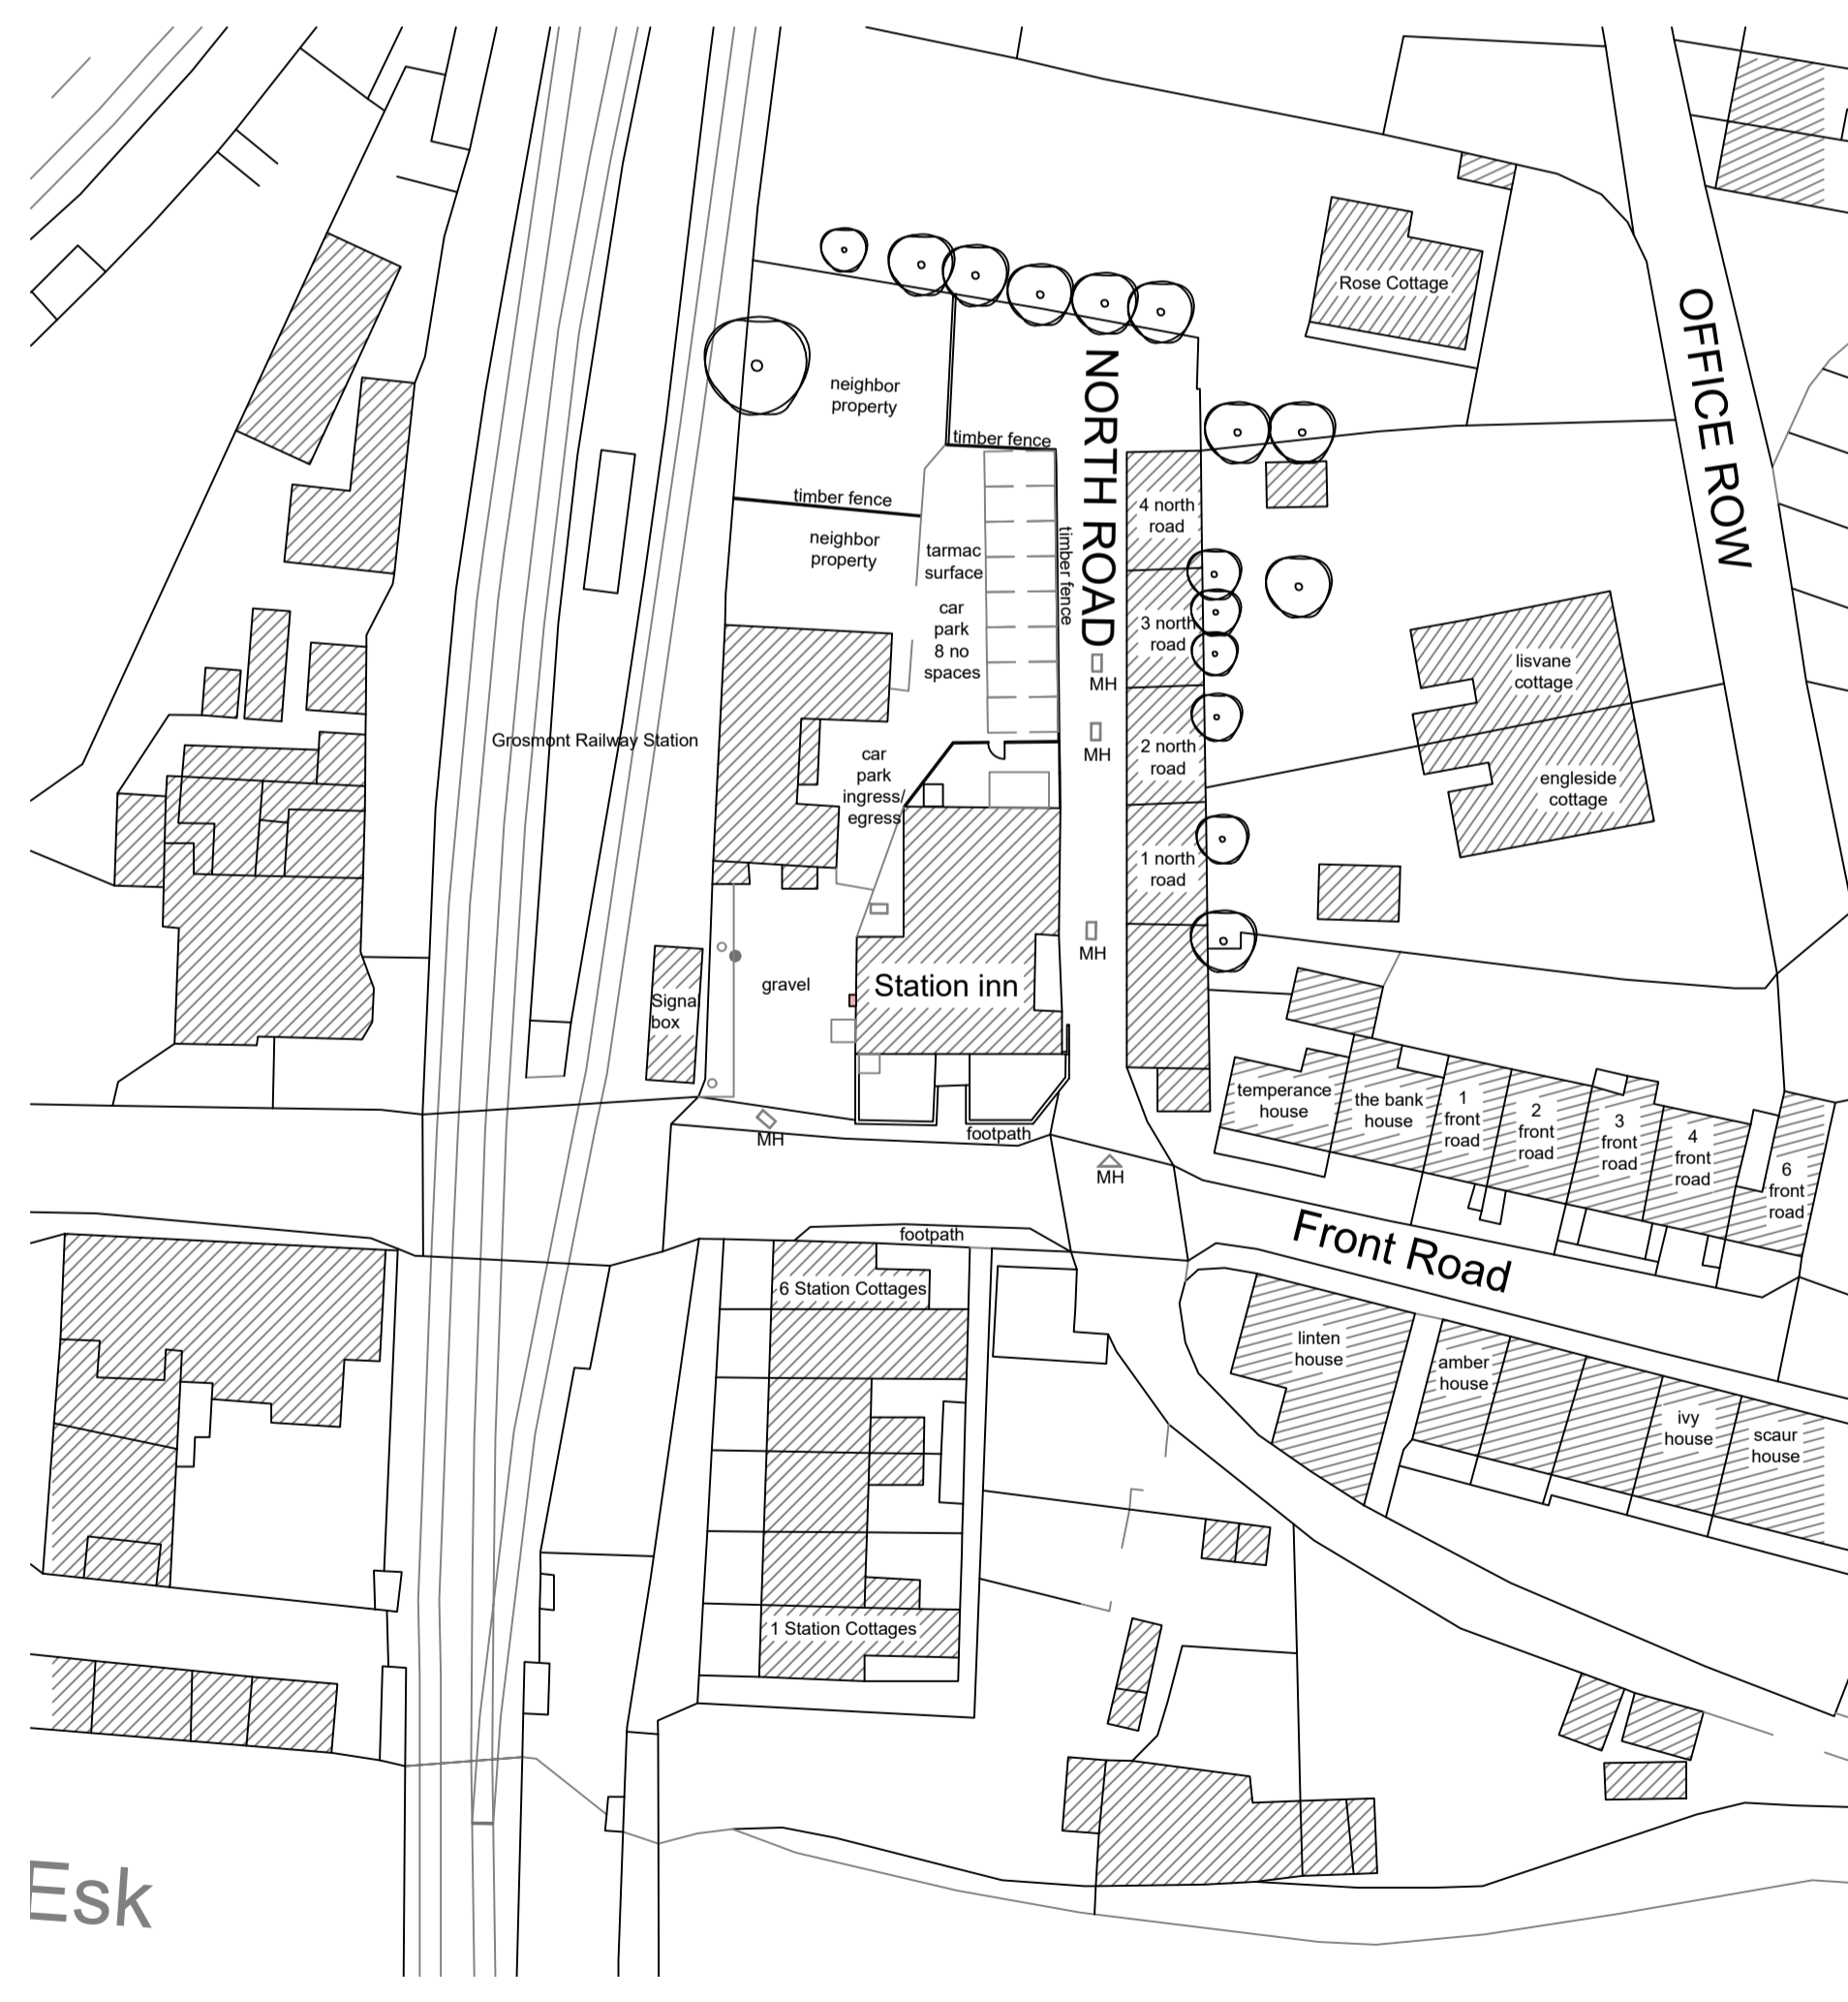 Rose Cottage
OFFICE ROW
NORTH ROAD
neighbor
property
timber fence
timber fence
neighbor
property
tarmac
surface
timber fence
car
park
8 no
spaces
4 north
road
3 north
road
MH
2 north
road
MH
1 north
road
MH
lisvane
cottage
engleside
cottage
Grosmont Railway Station
car
park
ingress/
egress
Station inn
gravel
Signa
box
MH
footpath
MH
temperance
house
the bank
house
1
front
road
2
front
road
3
front
road
4
front
road
6
front
road
footpath
Front Road
6 Station Cottages
linten
house
amber
house
ivy
house
scaur
house
1 Station Cottages
Esk